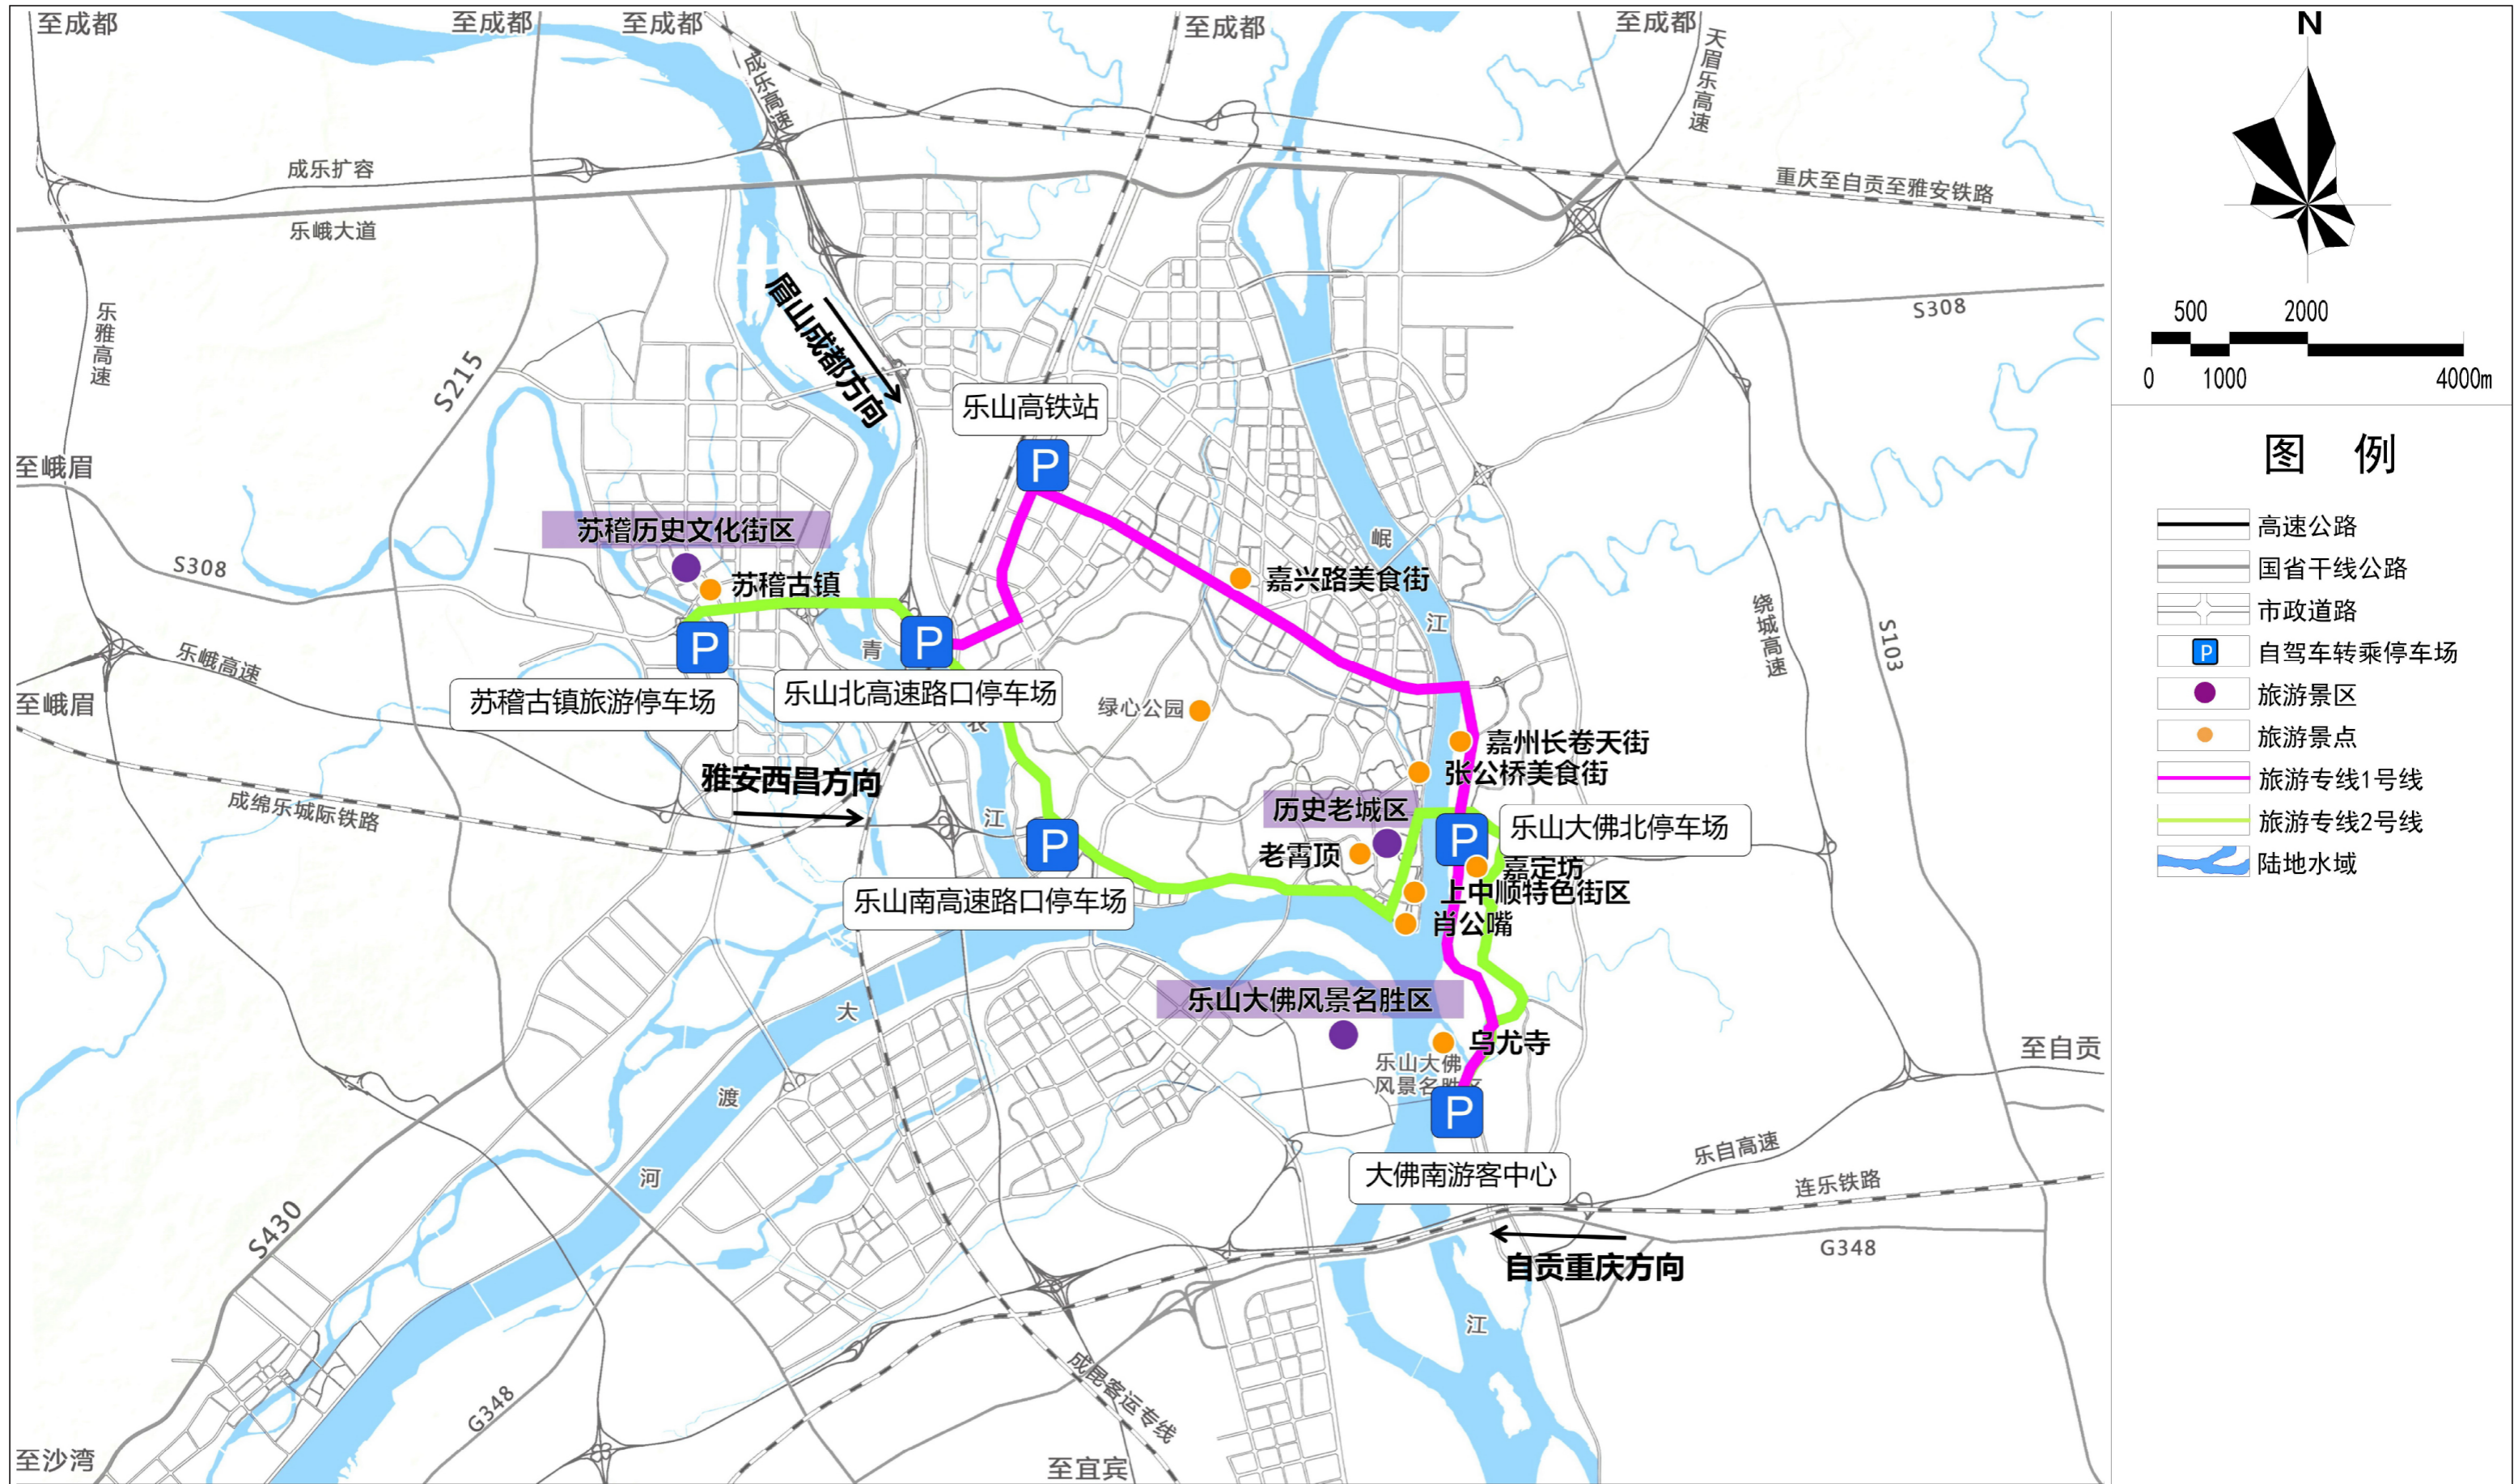 至成都
至成都
至成都
至成都
至成都
成乐高速
天眉乐高速
成乐扩容
乐峨大道
重庆至自贡至雅安铁路
乐雅高速
S215
眉山成都方向
S308
乐山高铁站
P
至峨眉
苏稽历史文化街区
苏稽古镇
S308
嘉兴路美食街
岷
江
绕城高速
S103
P
P
青
衣
江
乐峨高速
至峨眉
苏稽古镇旅游停车场
乐山北高速路口停车场
绿心公园
嘉州长卷天街
张公桥美食街
雅安西昌方向
成绵乐城际铁路
历史老城区
老霄顶
P
乐山大佛北停车场
嘉定坊
上中顺特色街区
肖公嘴
P
乐山南高速路口停车场
大
渡
河
乐山大佛风景名胜区
乌尤寺
乐山大佛
风景名胜区
P
大佛南游客中心
至自贡
乐自高速
连乐铁路
G348
自贡重庆方向
江
S430
G348
成昆客运专线
至沙湾
至宜宾
N
500
2000
0
1000
4000m
图 例
高速公路
国省干线公路
市政道路
P
自驾车转乘停车场
旅游景区
旅游景点
旅游专线1号线
旅游专线2号线
陆地水域